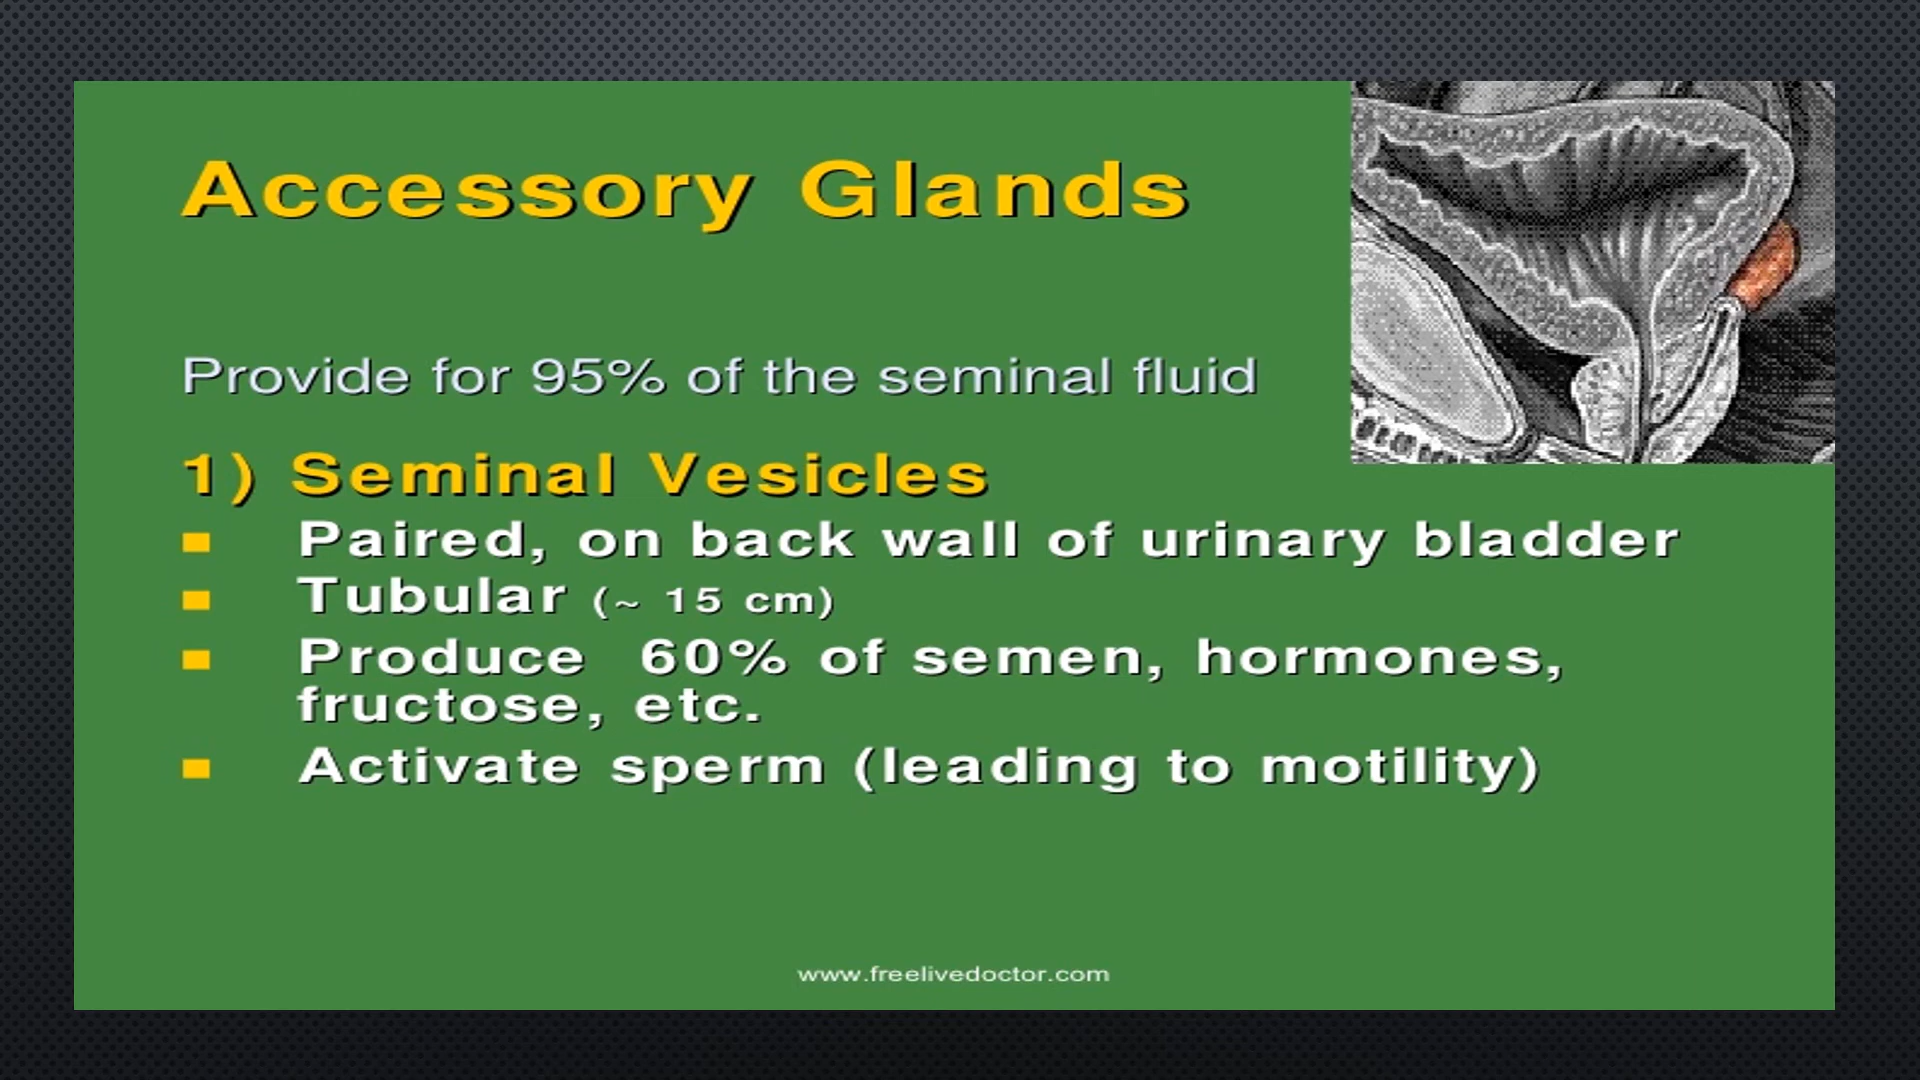 Accessory Glands
Provide for 95% of the seminal fluid
1) Seminal Vesicles
Paired, on back wall of urinary bladder
Tubular (~ 15 cm)
Produce 60% of semen, hormones,
fructose, etc.
Activate sperm (leading to motility)
www.freelivedoctor.com